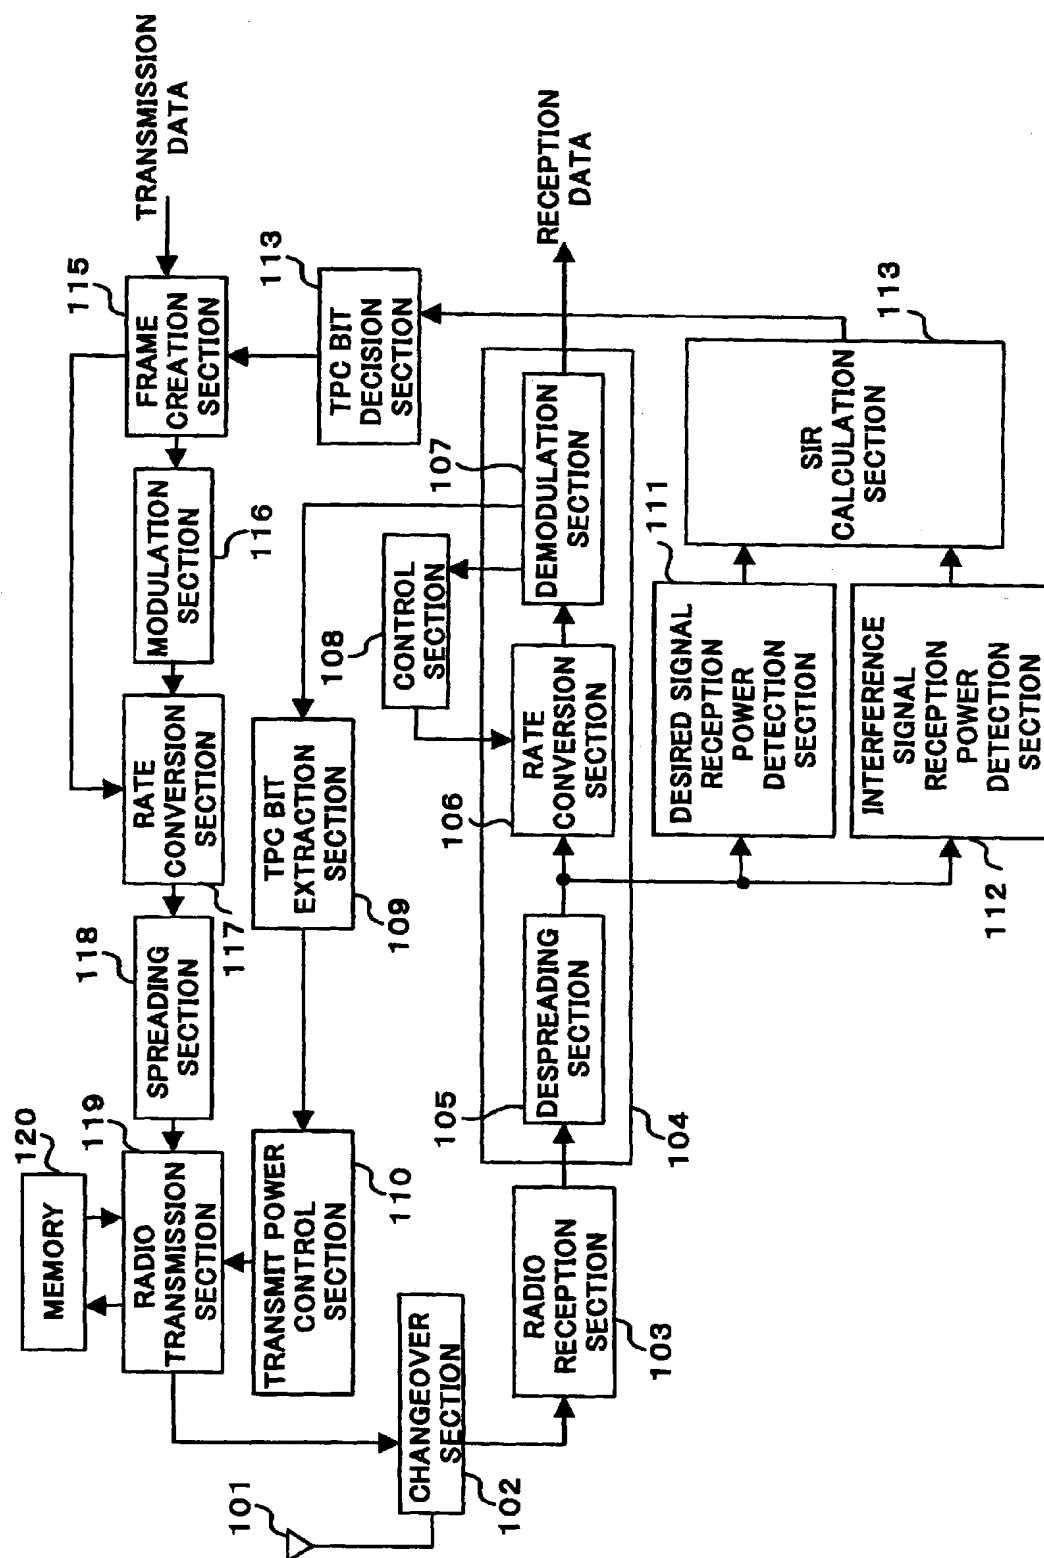 TRANSMISSION
DATA
115
FRAME
CREATION
SECTION
MODULATION
SECTION
116
RATE
CONVERSION
SECTION
117
118
SPREADING
SECTION
119
RADIO
TRANSMISSION
SECTION
120
MEMORY
113
TPC BIT
DECISION
SECTION
108
CONTROL
SECTION
TPC BIT
EXTRACTION
SECTION
109
TRANSMIT POWER
CONTROL
SECTION
110
101
CHANGEOVER
SECTION
102
RADIO
RECEPTION
SECTION
103
104
105
DESPREADING
SECTION
106
RATE
CONVERSION
SECTION
107
DEMODULATION
SECTION
RECEPTION
DATA
111
DESIRED SIGNAL
RECEPTION
POWER
DETECTION
SECTION
INTERFERENCE
SIGNAL
RECEPTION
POWER
DETECTION
SECTION
112
113
SIR
CALCULATION
SECTION